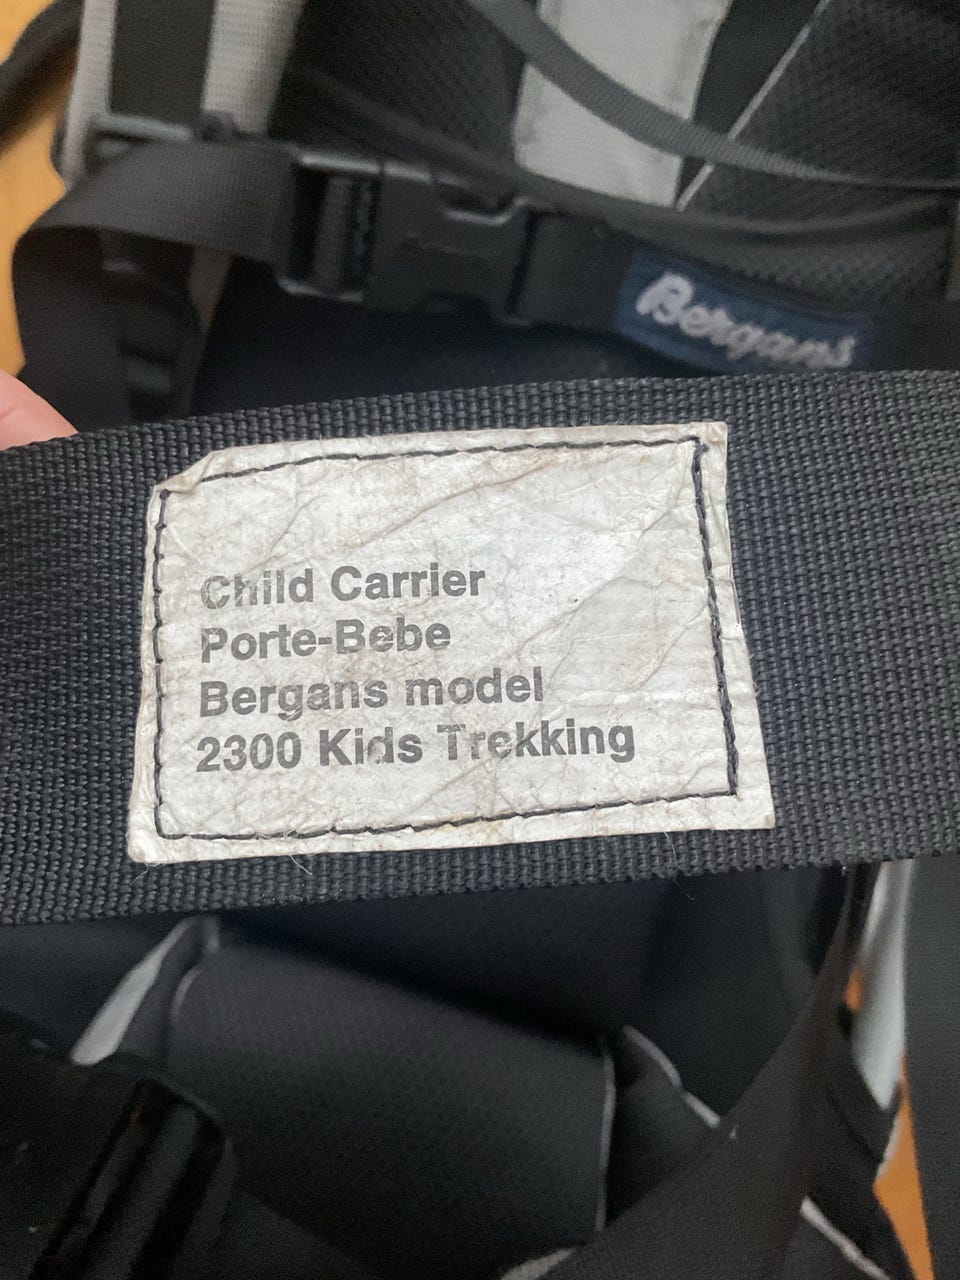 Bergans
Child Carrier
Porte-Bebe
Bergans model
2300 Kids Trekking